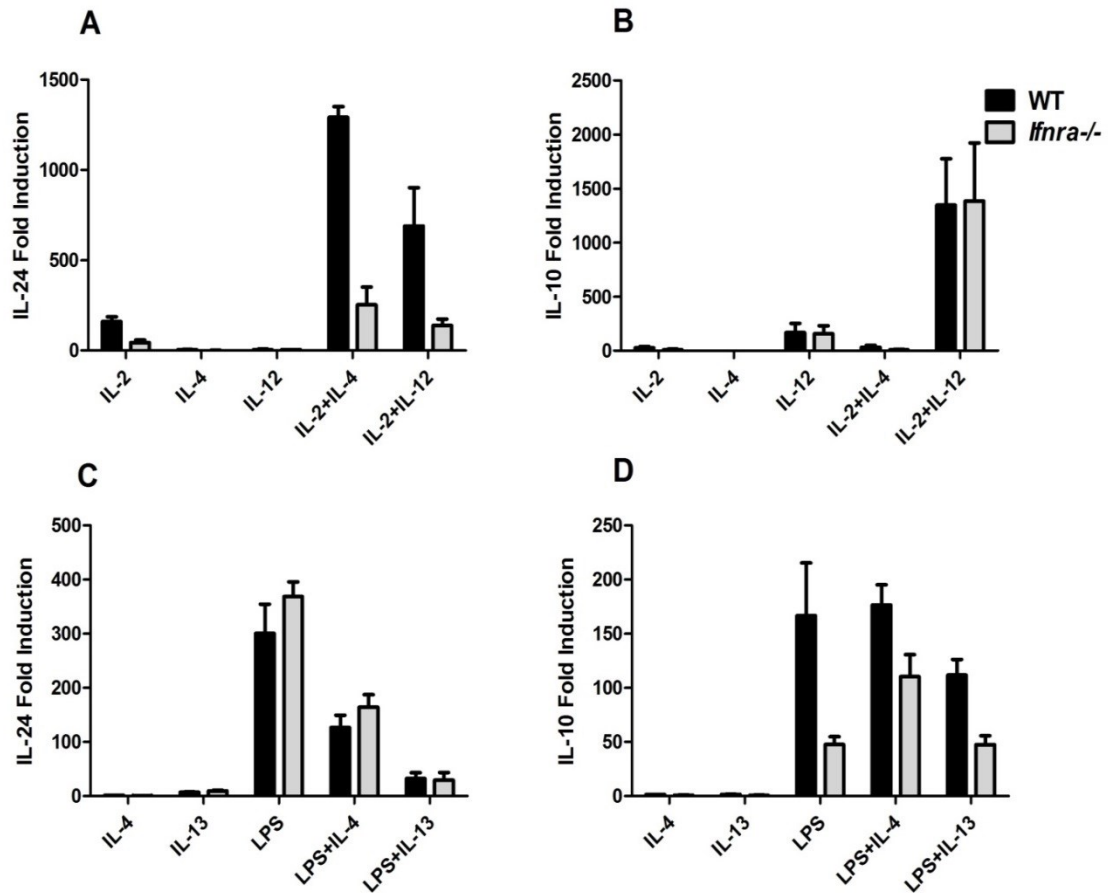 A
IL-24 Fold Induction
1500
1000
500
0
IL-2
IL-4
IL-12
IL-2+IL-4
IL-2+IL-12
B
IL-10 Fold Induction
2500
2000
1500
1000
500
0
IL-2
IL-4
IL-12
IL-2+IL-4
IL-2+IL-12
WT
Ifnra-/-
C
IL-24 Fold Induction
500
400
300
200
100
0
IL-4
IL-13
LPS
LPS+IL-4
LPS+IL-13
D
IL-10 Fold Induction
250
200
150
100
50
0
IL-4
IL-13
LPS
LPS+IL-4
LPS+IL-13